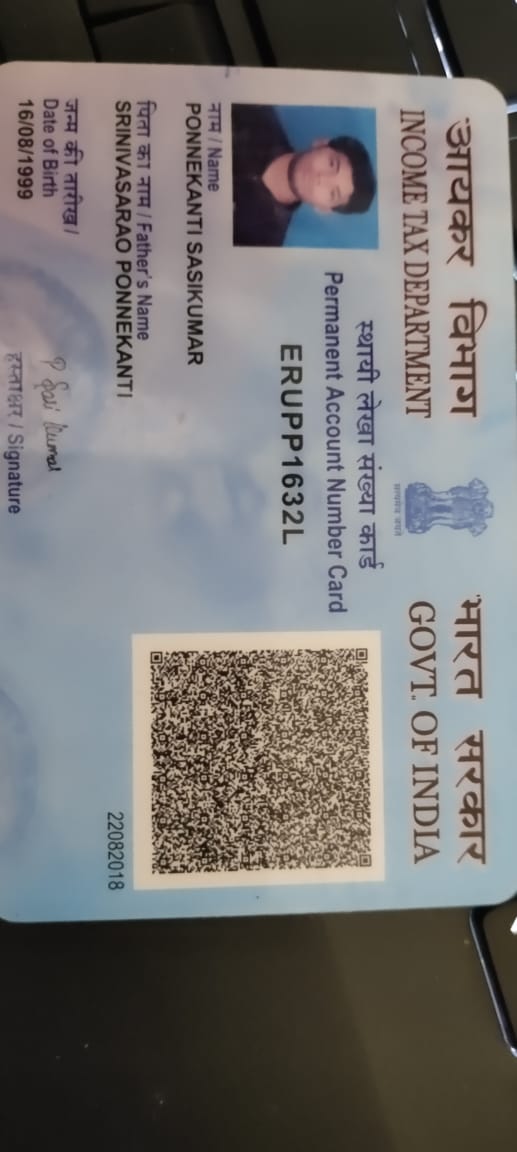 आयकर विभाग
INCOME TAX DEPARTMENT
सत्यमेव जयते
भारत सरकार
GOVT. OF INDIA
स्थायी लेखा संख्या कार्ड
Permanent Account Number Card
ERUPP1632L
नाम / Name
PONNEKANTI SASIKUMAR
पिता का नाम / Father's Name
SRINIVASARAO PONNEKANTI
22082018
जन्म की तारीख /
Date of Birth
16/08/1999
P Sasi Kumar
हस्ताक्षर / Signature